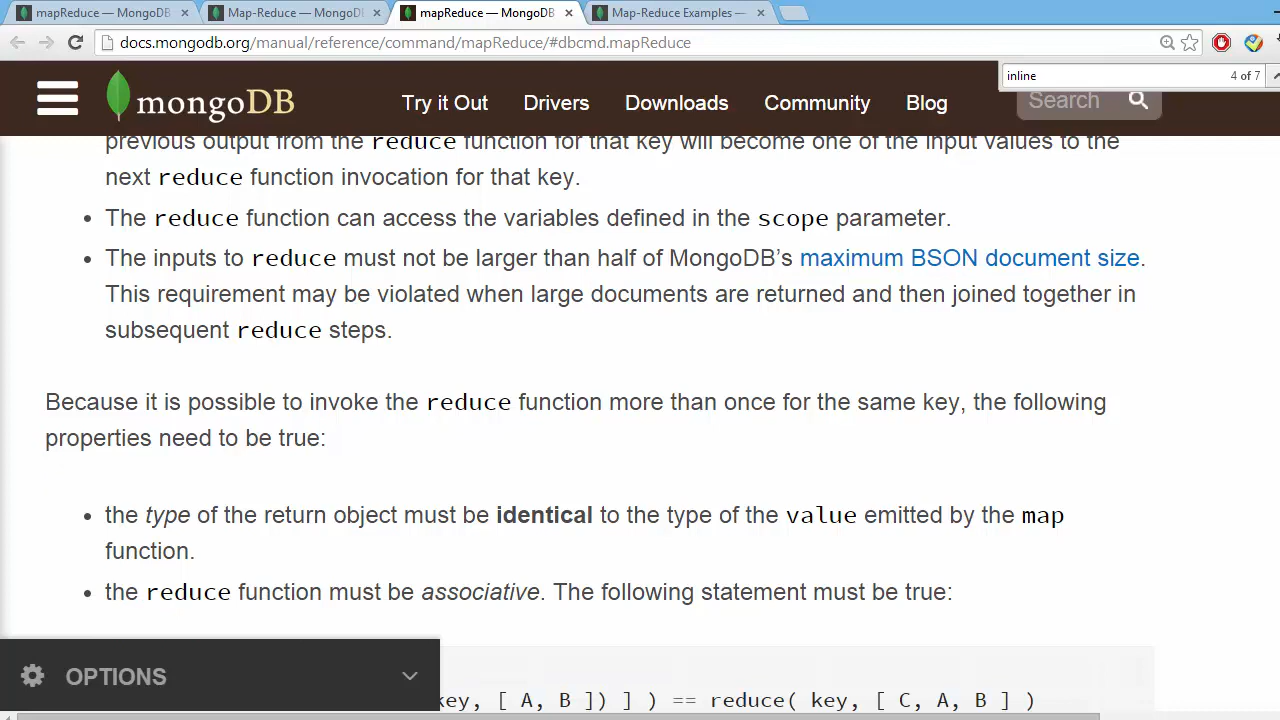 mapReduce — MongoDB
Map-Reduce — MongoD
mapReduce — MongoDB
Map-Reduce Examples —
docs.mongodb.org/manual/reference/command/mapReduce/#dbcmd.mapReduce
inline 4 of 7
mongoDB Try it Out Drivers Downloads Community Blog Search
previous output from the reduce function for that key will become one of the input values to the
next reduce function invocation for that key.
• The reduce function can access the variables defined in the scope parameter.
• The inputs to reduce must not be larger than half of MongoDB’s maximum BSON document size.
This requirement may be violated when large documents are returned and then joined together in
subsequent reduce steps.
Because it is possible to invoke the reduce function more than once for the same key, the following
properties need to be true:
• the type of the return object must be identical to the type of the value emitted by the map
function.
• the reduce function must be associative. The following statement must be true:
OPTIONS
key, [ A, B ]) ] ) == reduce( key, [ C, A, B ] )